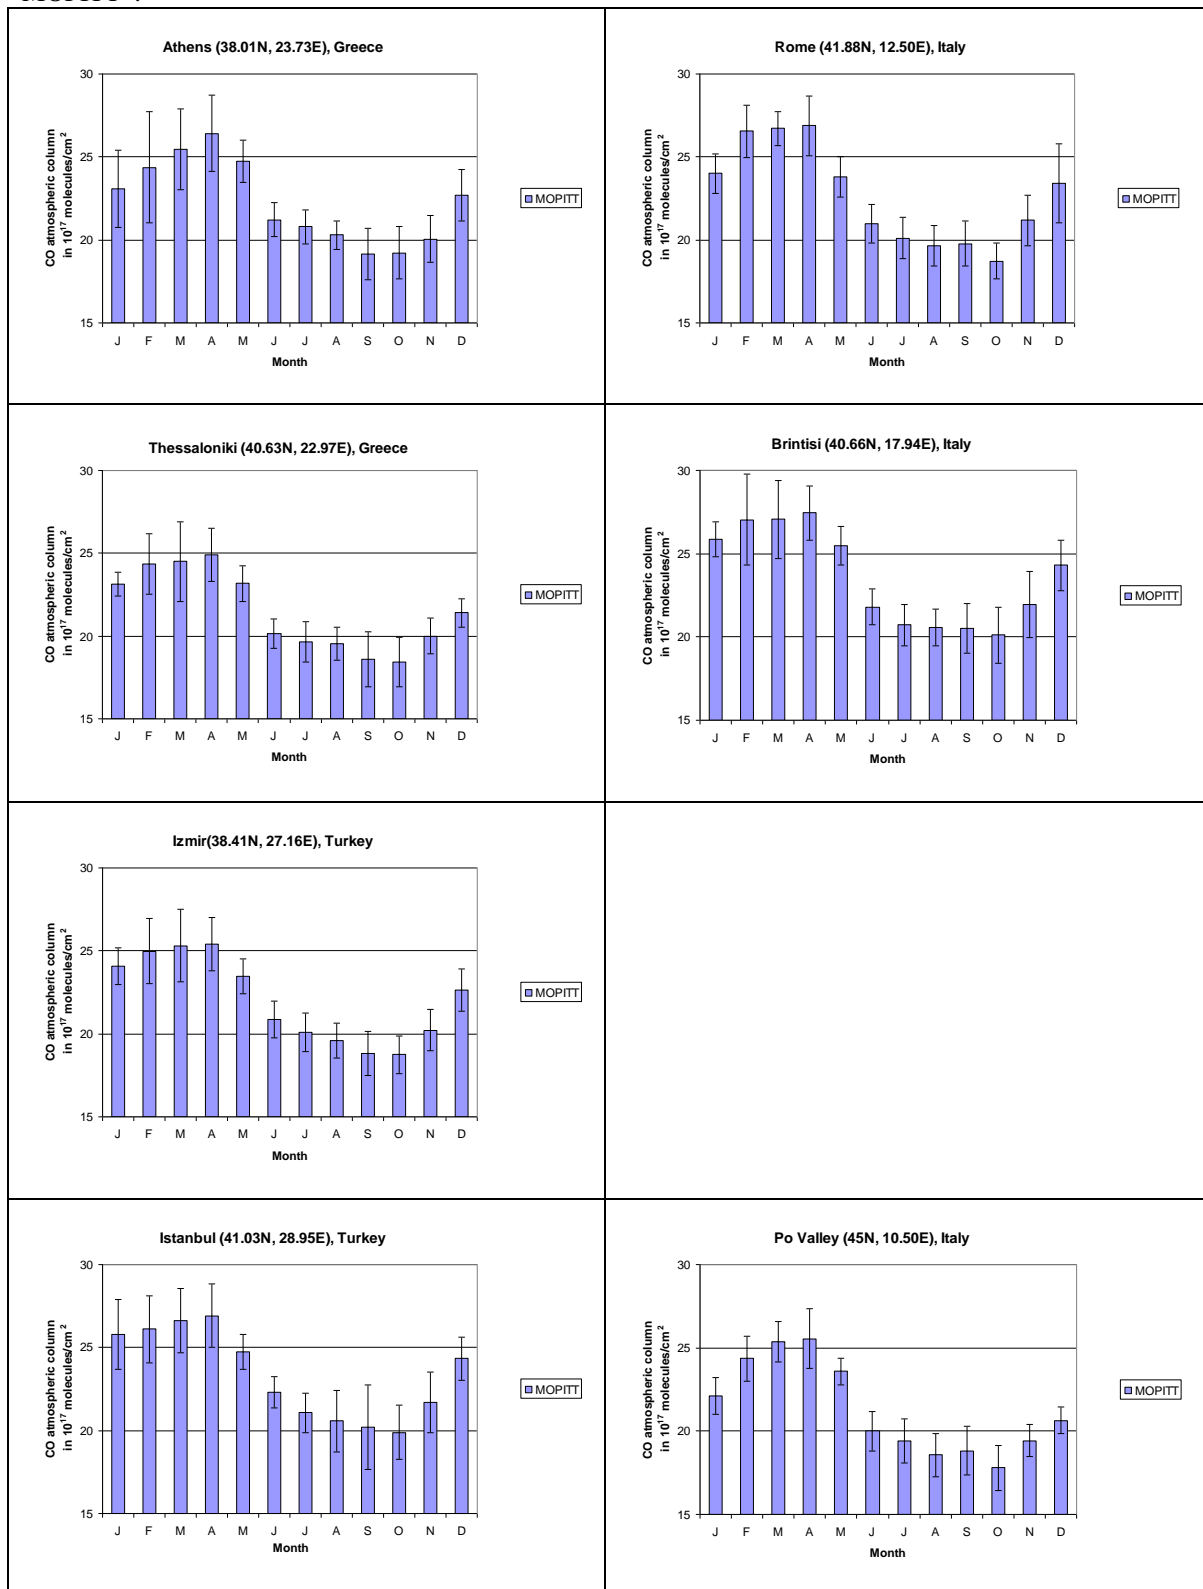 Athens (38.01N, 23.73E), Greece
CO atmospheric column
in 10¹⁷ molecules/cm²
30
25
20
15
J F M A M J J A S O N D
Month
MOPITT
Rome (41.88N, 12.50E), Italy
CO atmospheric column
in 10¹⁷ molecules/cm²
30
25
20
15
J F M A M J J A S O N D
Month
MOPITT
Thessaloniki (40.63N, 22.97E), Greece
CO atmospheric column
in 10¹⁷ molecules/cm²
30
25
20
15
J F M A M J J A S O N D
Month
MOPITT
Brintisi (40.66N, 17.94E), Italy
CO atmospheric column
in 10¹⁷ molecules/cm²
30
25
20
15
J F M A M J J A S O N D
Month
MOPITT
Izmir(38.41N, 27.16E), Turkey
CO atmospheric column
in 10¹⁷ molecules/cm²
30
25
20
15
J F M A M J J A S O N D
Month
MOPITT
Istanbul (41.03N, 28.95E), Turkey
CO atmospheric column
in 10¹⁷ molecules/cm²
30
25
20
15
J F M A M J J A S O N D
Month
MOPITT
Po Valley (45N, 10.50E), Italy
CO atmospheric column
in 10¹⁷ molecules/cm²
30
25
20
15
J F M A M J J A S O N D
Month
MOPITT